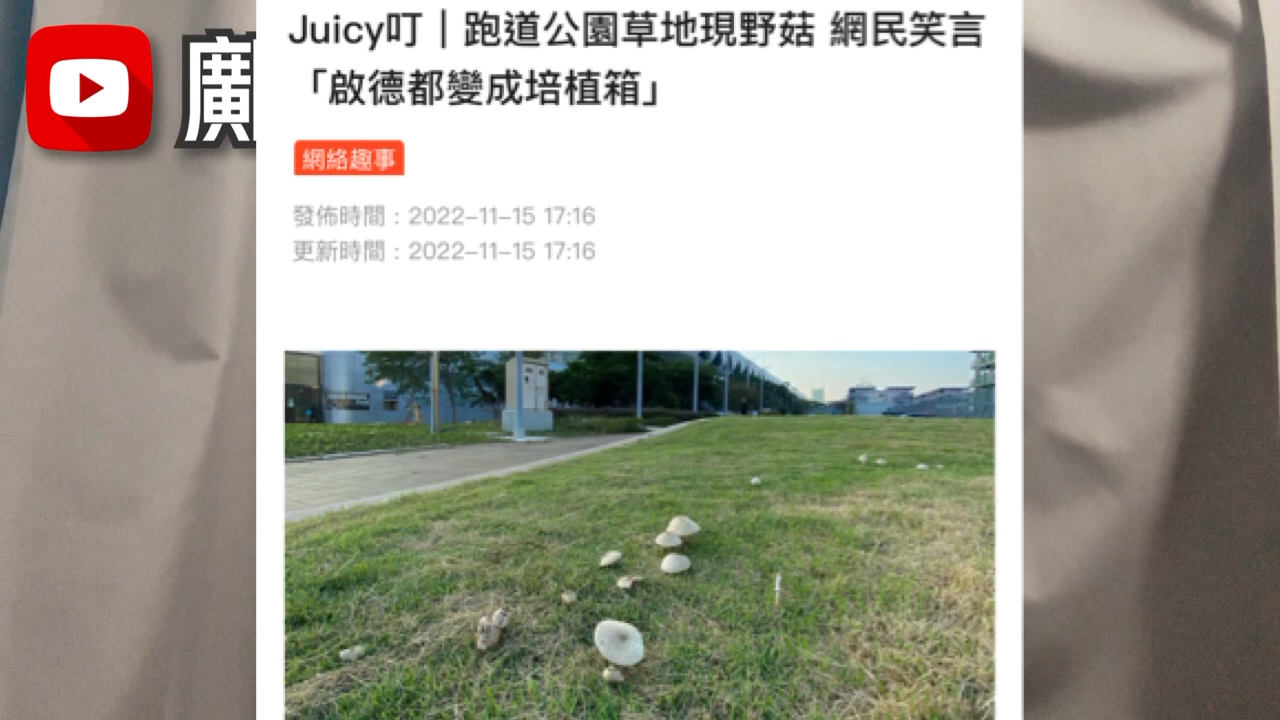 Juicy叮｜跑道公園草地現野菇 網民笑言
「啟德都變成培植箱」
廣
網絡趣事
發佈時間：2022-11-15 17:16
更新時間：2022-11-15 17:16